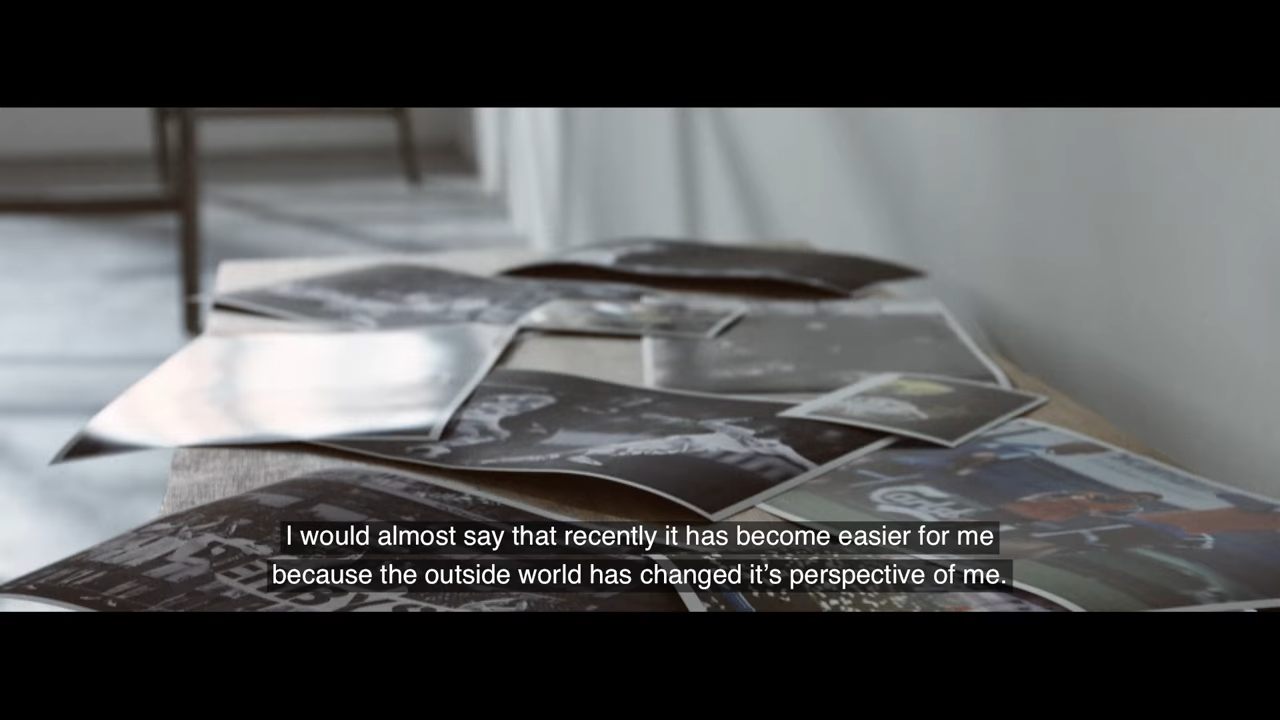 Carlsberg
I would almost say that recently it has become easier for me
because the outside world has changed it's perspective of me.